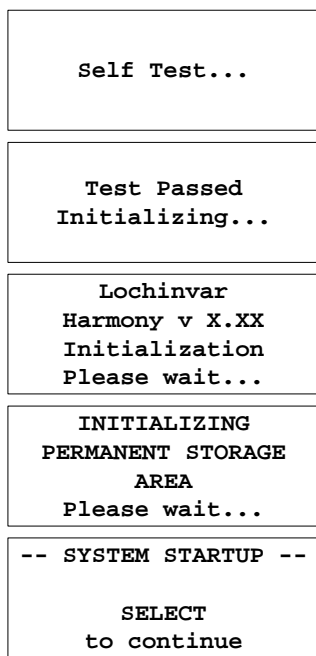 Self Test...
Test Passed
Initializing...
Lochinvar
Harmony v X.XX
Initialization
Please wait...
INITIALIZING
PERMANENT STORAGE
AREA
Please wait...
-- SYSTEM STARTUP --
SELECT
to continue